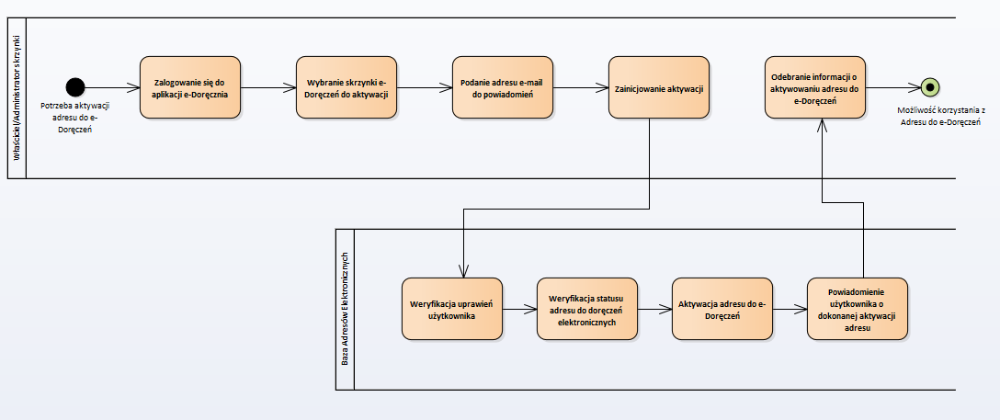 Właściciel/Administrator skrzynki
Potrzeba aktywacji
adresu do e-
Doręczeń
Zalogowanie się do
aplikacji e-Doręcznia
Wybranie skrzynki e-
Doręczeń do aktywacji
Podanie adresu e-mail
do powiadomień
Zainicjowanie aktywacji
Odebranie informacji o
aktywowaniu adresu do
e-Doręczeń
Możliwość korzystania z
Adresu do e-Doręczeń
Baza Adresów Elektronicznych
Weryfikacja uprawień
użytkownika
Weryfikacja statusu
adresu do doręczeń
elektronicznych
Aktywacja adresu do e-
Doręczeń
Powiadomienie
użytkownika o
dokonanej aktywacji
adresu